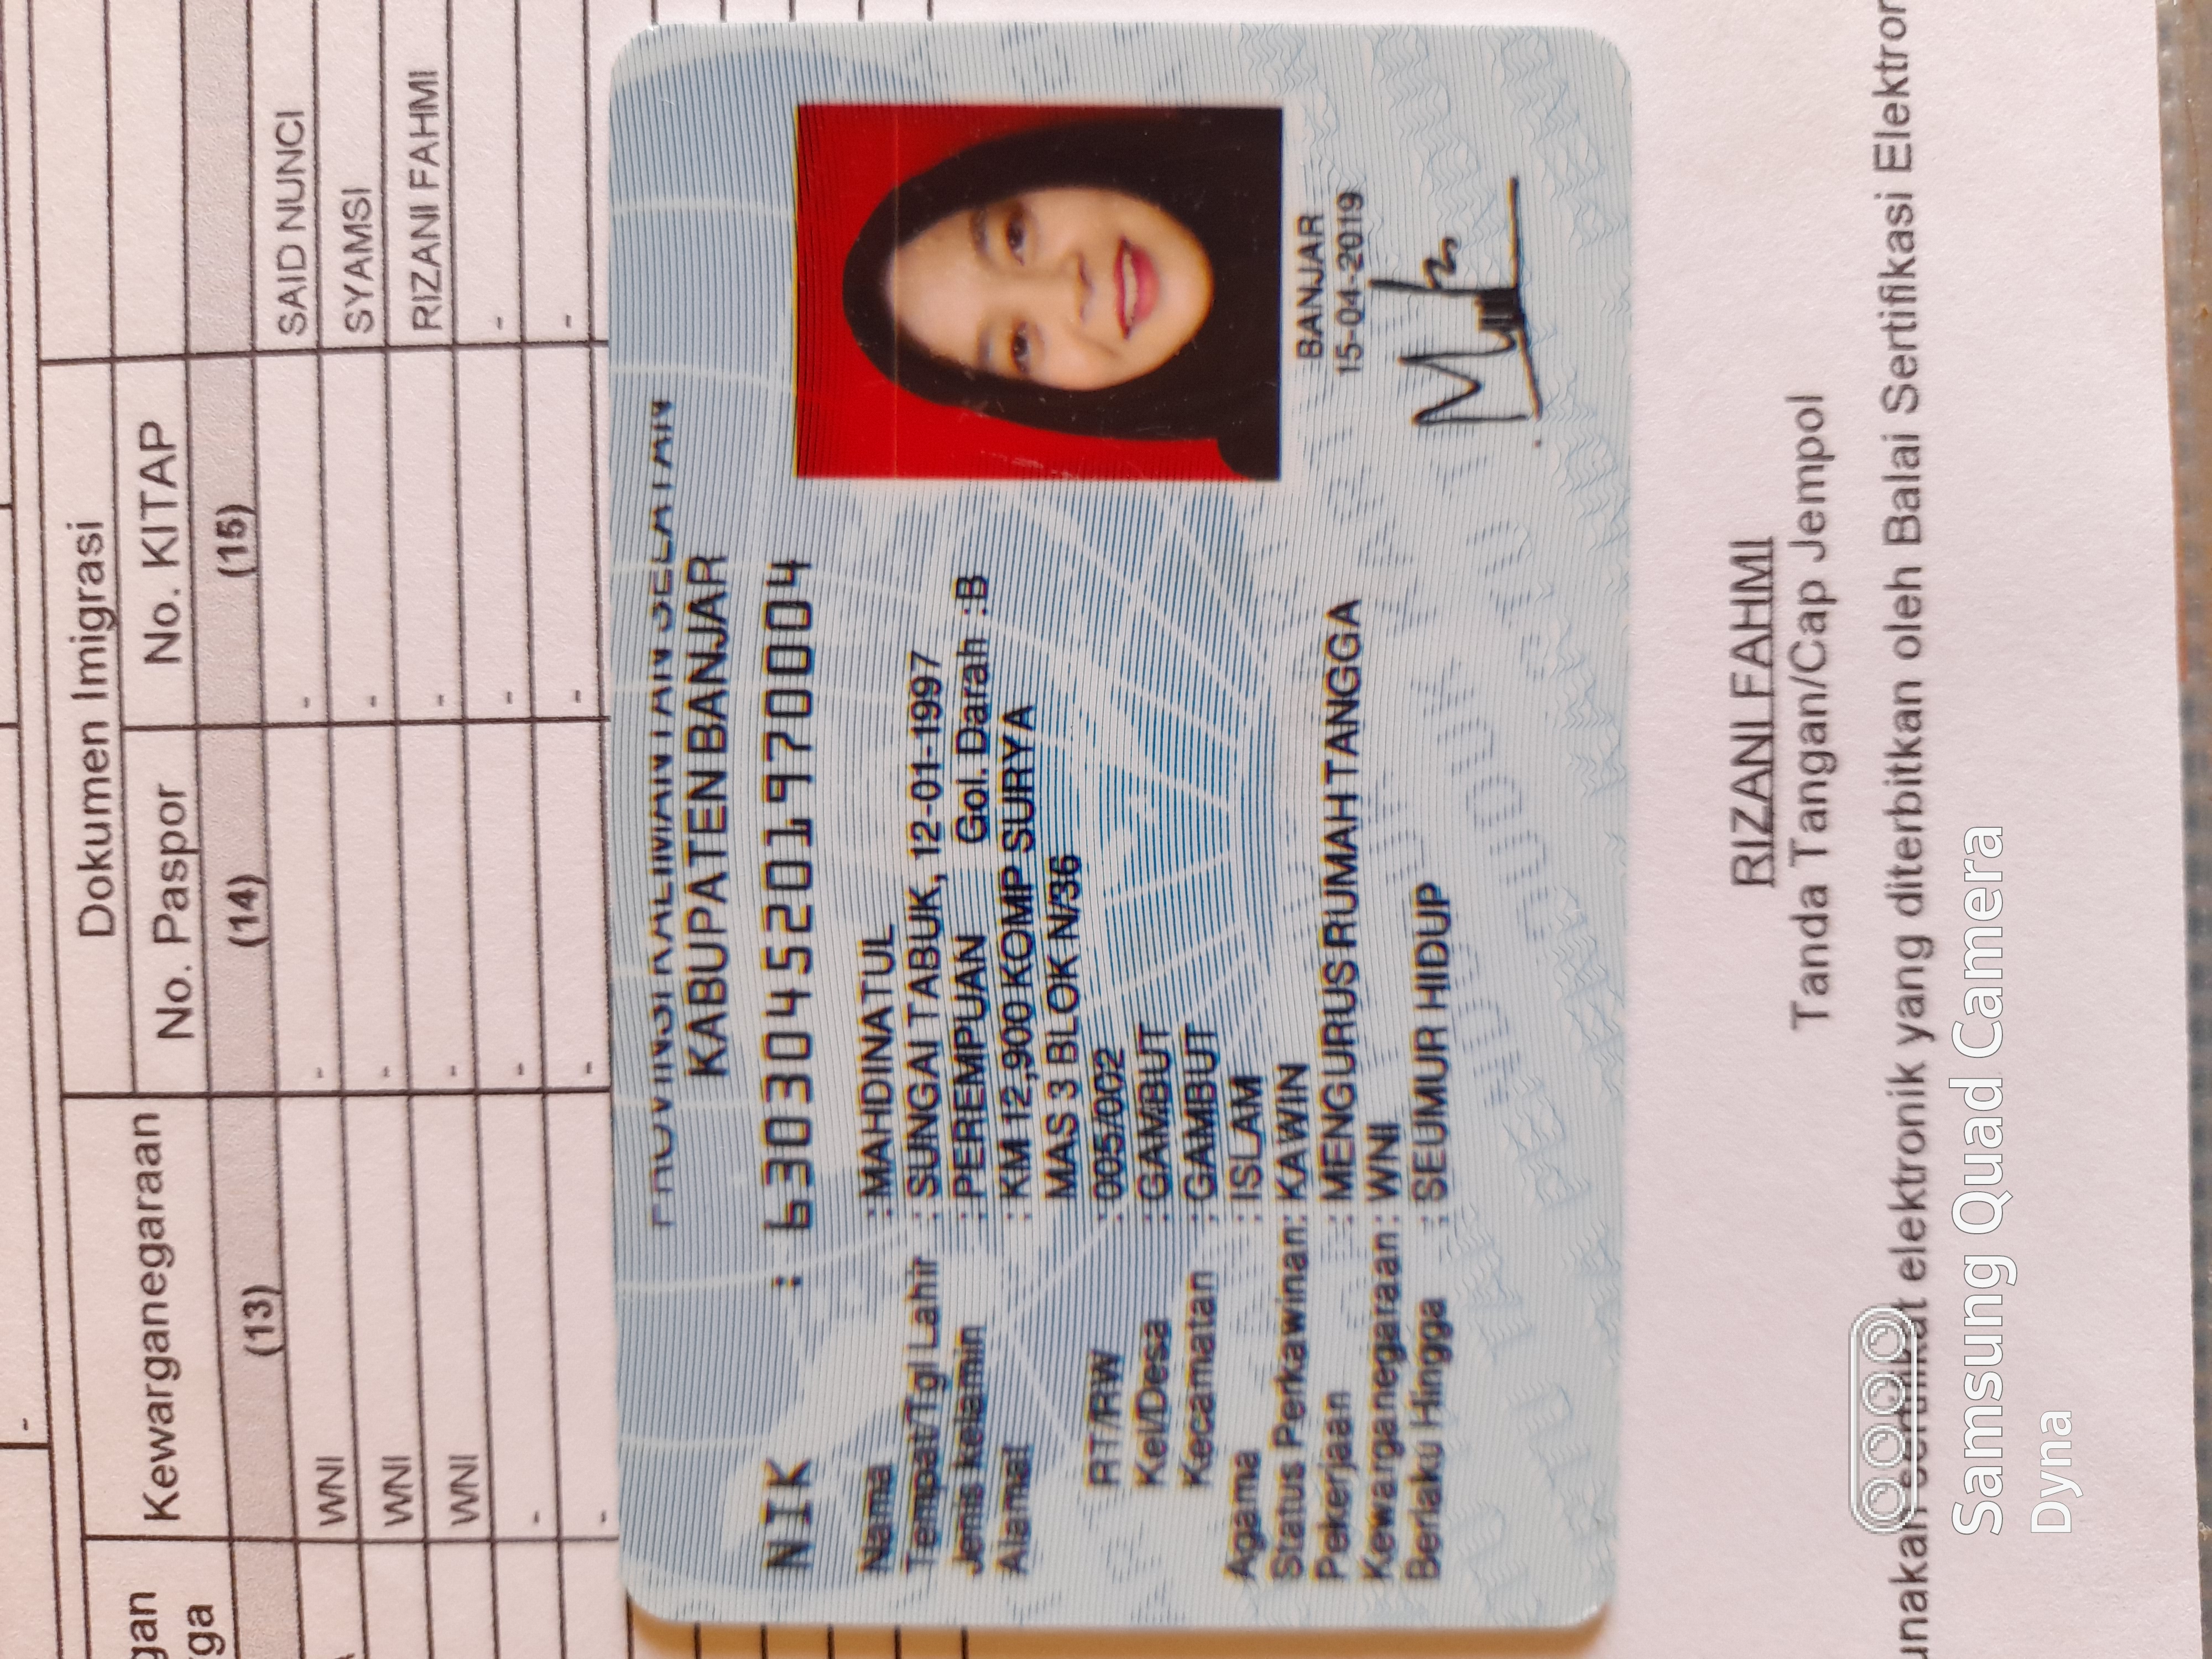 -
Dokumen Imigrasi
gan Kewarganegaraan No. Paspor No. KITAP
ga
(13) (14) (15)
WNI - - SAID NUNCI
WNI - - SYAMSI
WNI - - RIZANI FAHMI
- - - -
- - - -
PROVINSI KALIMANTAN SELATAN
KABUPATEN BANJAR
NIK : 6303045201970004
Nama : MAHDINATUL
Tempat/Tgl Lahir : SUNGAI TABUK, 12-01-1997
Jenis kelamin : PEREMPUAN Gol. Darah : B
Alamat : KM 12,900 KOMP SURYA
MAS 3 BLOK N/36
RT/RW : 005/002
Kel/Desa : GAMBUT
Kecamatan : GAMBUT
Agama : ISLAM
Status Perkawinan: KAWIN
Pekerjaan : MENGURUS RUMAH TANGGA
Kewarganegaraan: WNI
Berlaku Hingga : SEUMUR HIDUP
BANJAR
15-04-2019
RIZANI FAHMI
Tanda Tangan/Cap Jempol
unakan sertifikat elektronik yang diterbitkan oleh Balai Sertifikasi Elektron
Samsung Quad Camera
Dyna